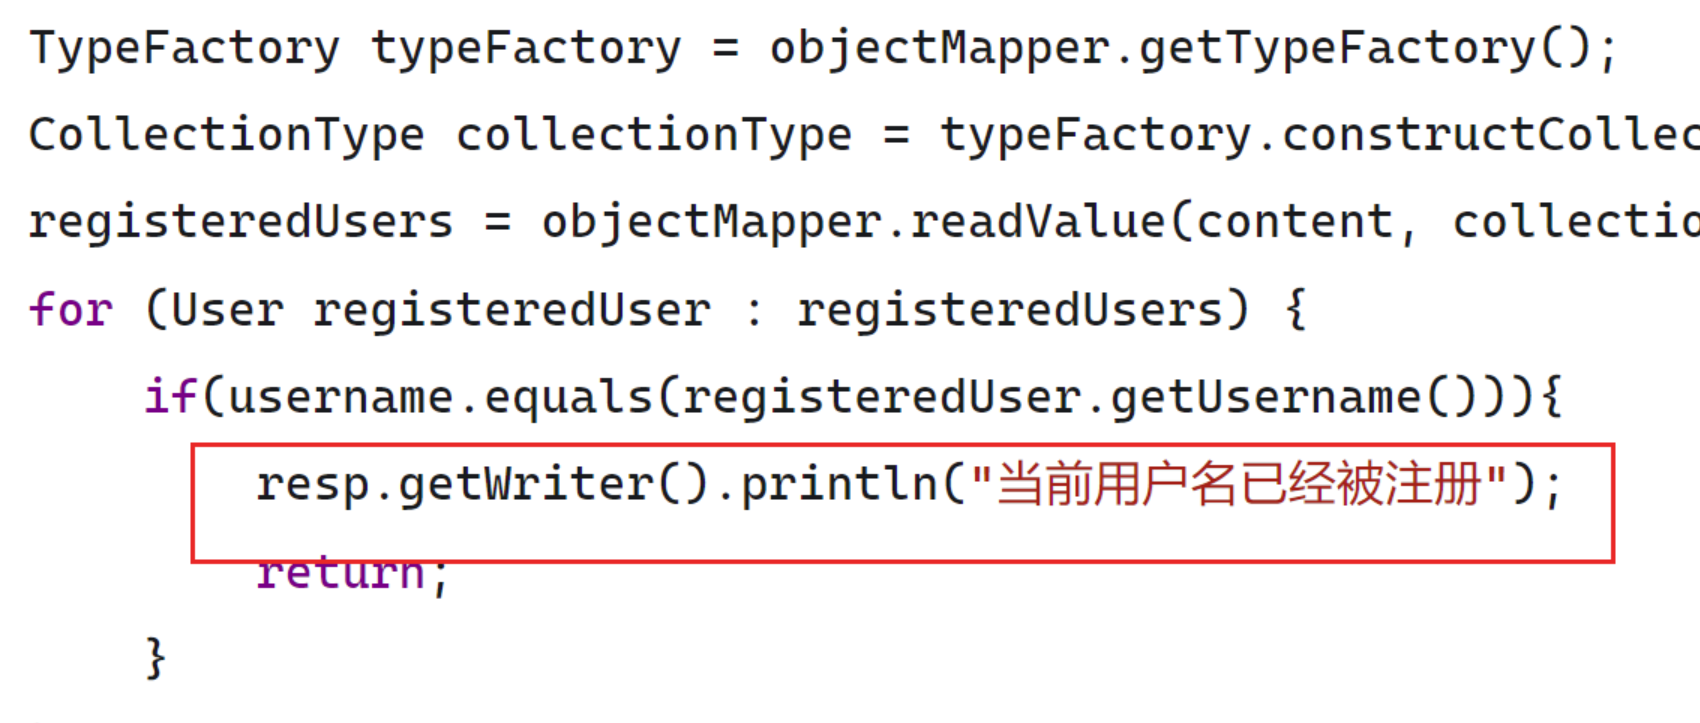 TypeFactory typeFactory = objectMapper.getTypeFactory();
CollectionType collectionType = typeFactory.constructCollec
registeredUsers = objectMapper.readValue(content, collectio
for (User registeredUser : registeredUsers) {
if(username.equals(registeredUser.getUsername())){
resp.getWriter().println("当前用户名已经被注册");
return;
}